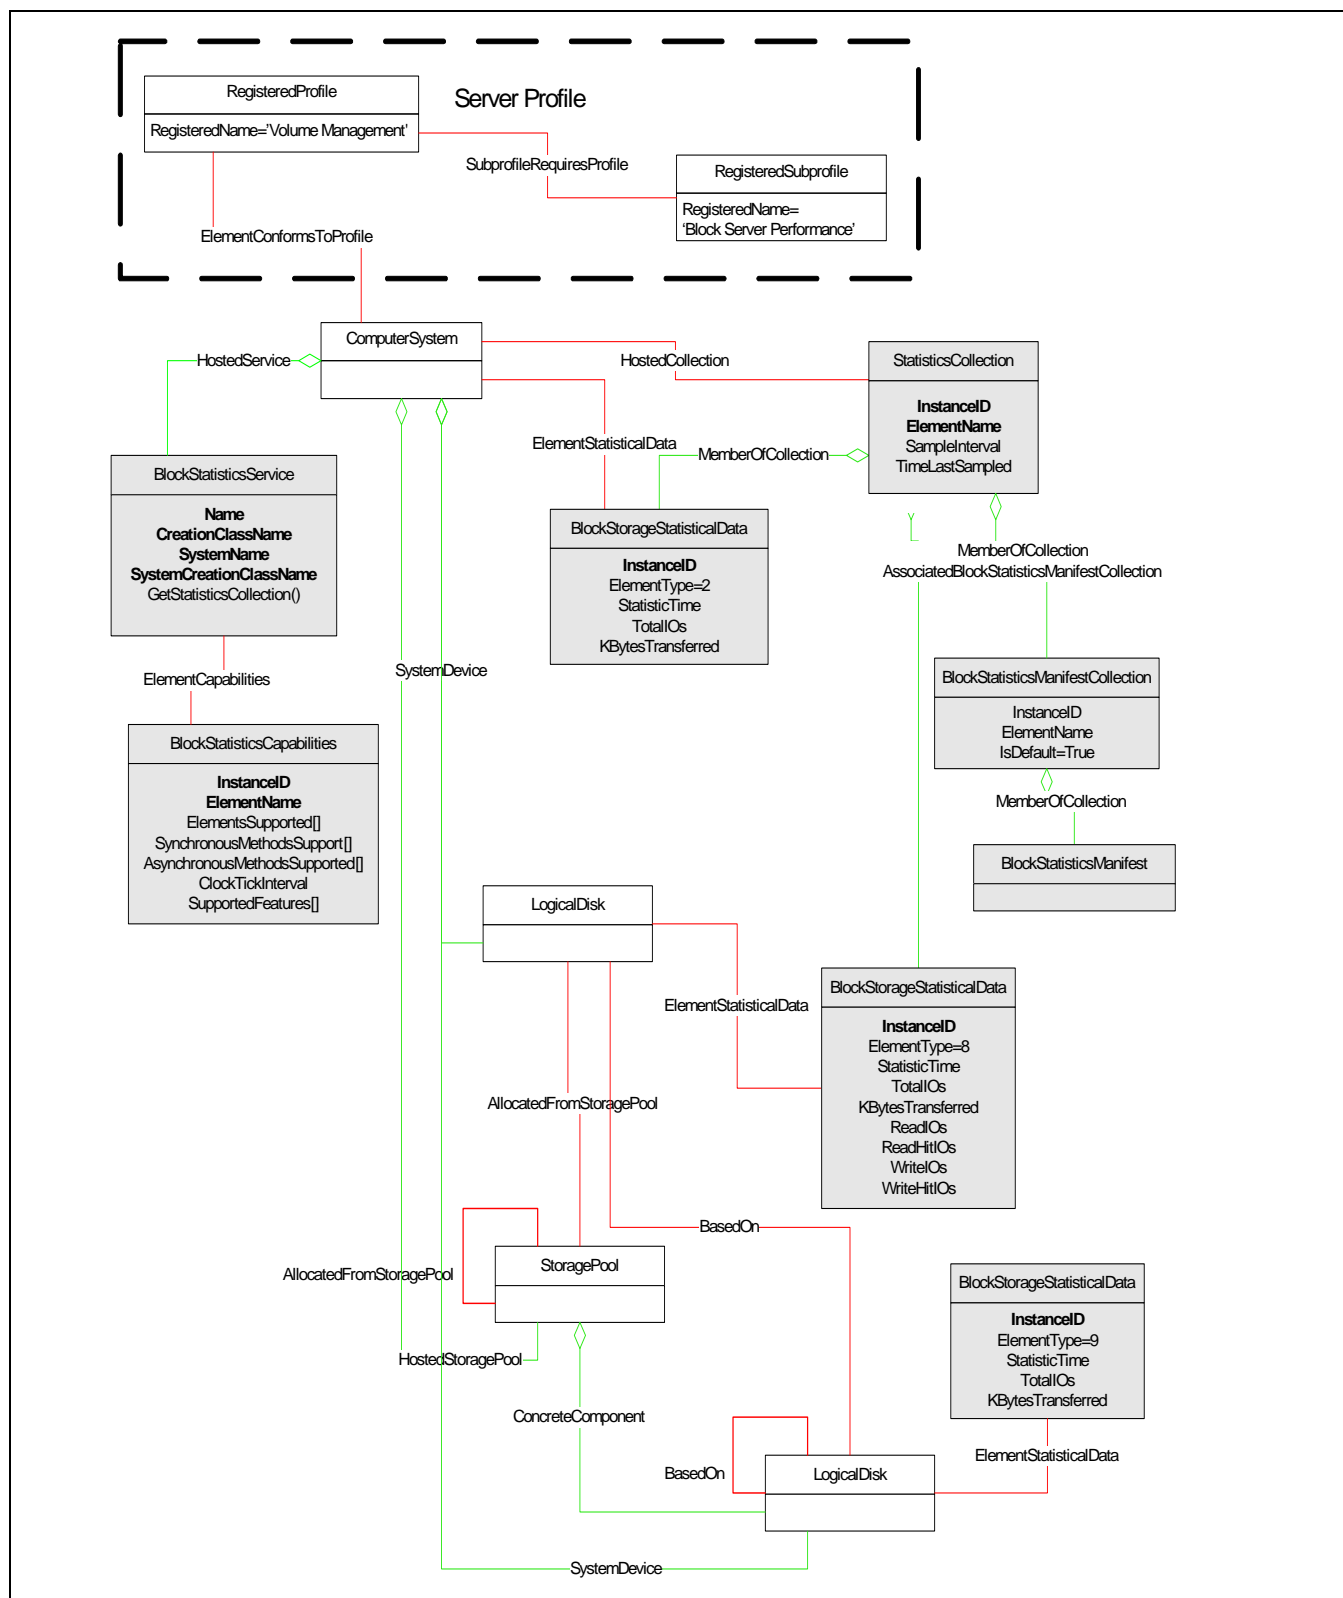 RegisteredProfile
Server Profile
RegisteredName='Volume Management'
SubprofileRequiresProfile
RegisteredSubprofile
RegisteredName=
'Block Server Performance'
ElementConformsToProfile
ComputerSystem
HostedService
HostedCollection
StatisticsCollection
InstanceID
ElementName
SampleInterval
TimeLastSampled
ElementStatisticalData
MemberOfCollection
BlockStatisticsService
Name
CreationClassName
SystemName
SystemCreationClassName
GetStatisticsCollection()
BlockStorageStatisticalData
InstanceID
ElementType=2
StatisticTime
TotalIOs
KBytesTransferred
MemberOfCollection
AssociatedBlockStatisticsManifestCollection
SystemDevice
ElementCapabilities
BlockStatisticsManifestCollection
InstanceID
ElementName
IsDefault=True
BlockStatisticsCapabilities
InstanceID
ElementName
ElementsSupported[]
SynchronousMethodsSupport[]
AsynchronousMethodsSupported[]
ClockTickInterval
SupportedFeatures[]
MemberOfCollection
BlockStatisticsManifest
LogicalDisk
ElementStatisticalData
BlockStorageStatisticalData
InstanceID
ElementType=8
StatisticTime
TotalIOs
KBytesTransferred
ReadIOs
ReadHitIOs
WriteIOs
WriteHitIOs
AllocatedFromStoragePool
BasedOn
StoragePool
AllocatedFromStoragePool
BlockStorageStatisticalData
InstanceID
ElementType=9
StatisticTime
TotalIOs
KBytesTransferred
HostedStoragePool
ConcreteComponent
ElementStatisticalData
BasedOn
LogicalDisk
SystemDevice